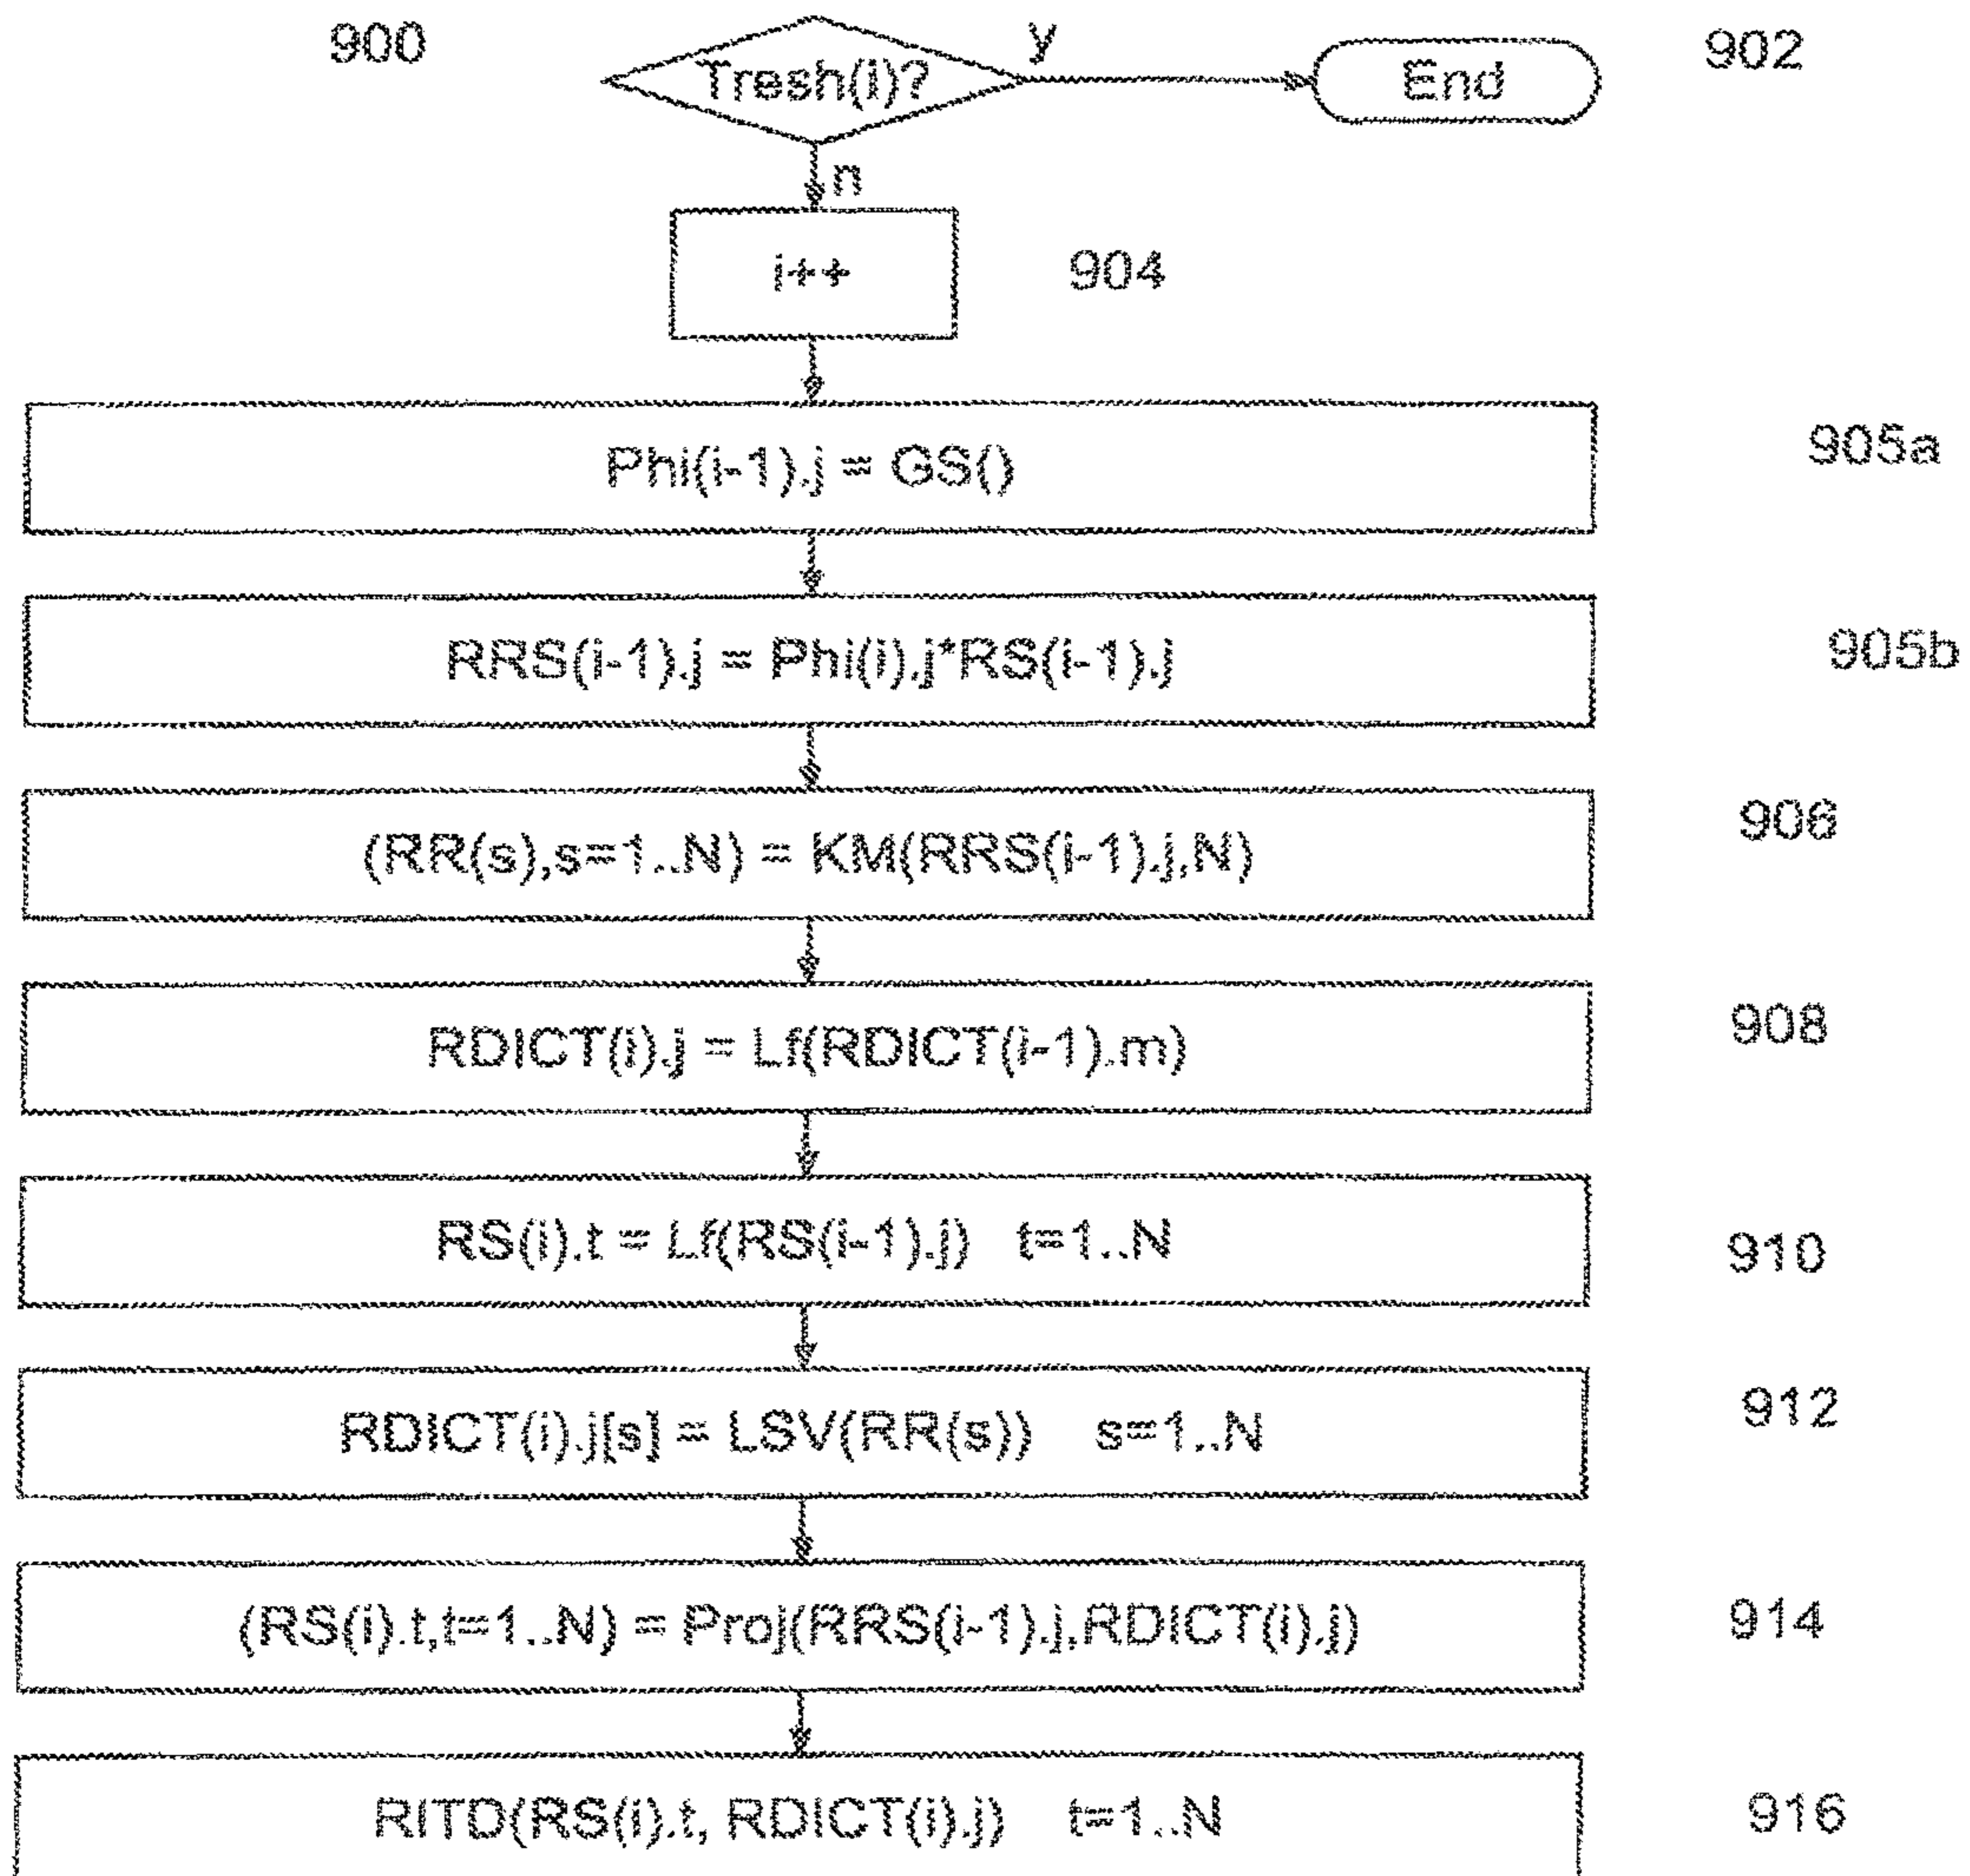 900
Tresh(i)?
y
End
902
n
i++
904
Phi(i-1).j = GS()
905a
RRS(i-1).j = Phi(i).j*RS(i-1).j
905b
(RR(s),s=1..N) = KM(RRS(i-1).j,N)
906
RDICT(i).j = Lf(RDICT(i-1).m)
908
RS(i).t = Lf(RS(i-1).j) t=1..N
910
RDICT(i).j[s] = LSV(RR(s)) s=1..N
912
(RS(i).t,t=1..N) = Proj(RRS(i-1).j,RDICT(i).j)
914
RITD(RS(i).t, RDICT(i).j) t=1..N
916